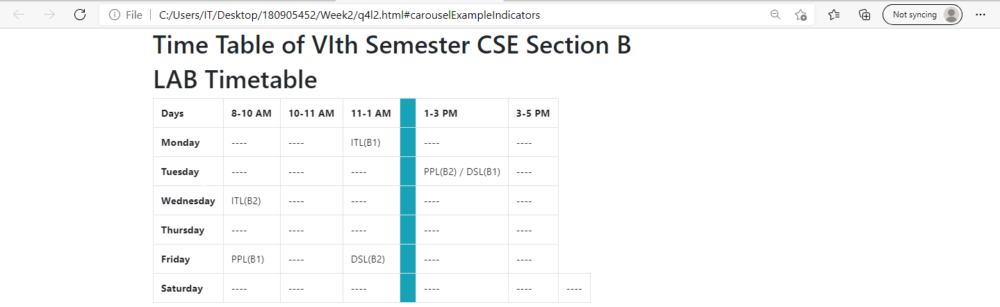 File C:/Users/IT/Desktop/180905452/Week2/q4l2.html#carouselExampleIndicators Not syncing
Time Table of VIth Semester CSE Section B
LAB Timetable
Days 8-10 AM 10-11 AM 11-1 AM 1-3 PM 3-5 PM
Monday ---- ---- ITL(B1) ---- ----
Tuesday ---- ---- ---- PPL(B2) / DSL(B1) ----
Wednesday ITL(B2) ---- ---- ---- ----
Thursday ---- ---- ---- ---- ----
Friday PPL(B1) ---- DSL(B2) ---- ----
Saturday ---- ---- ---- ---- ---- ----